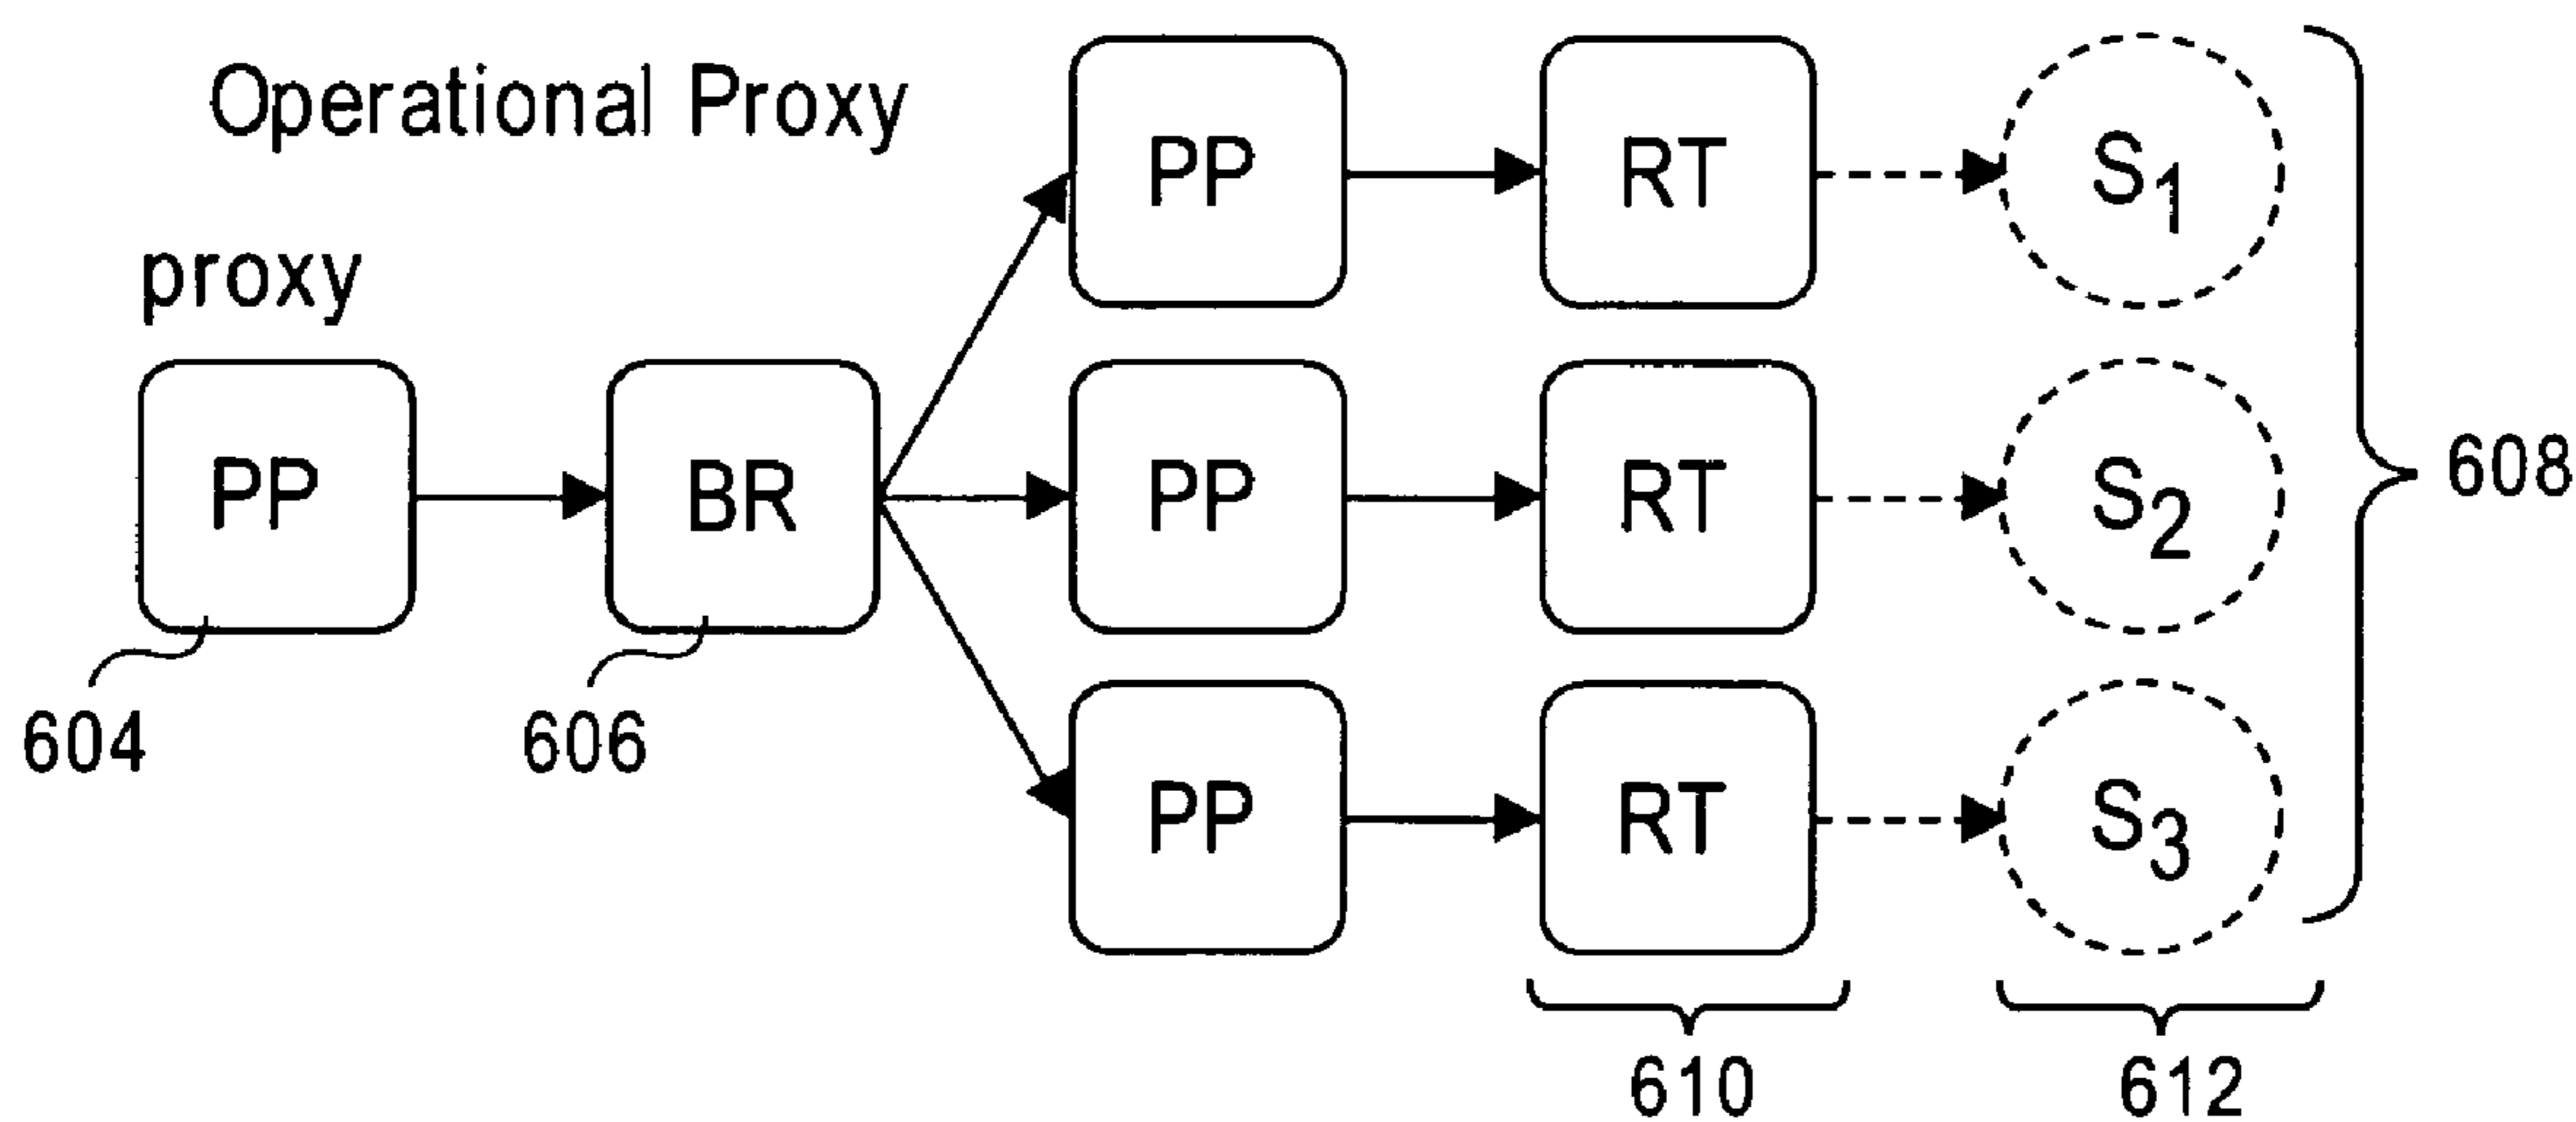 Operational Proxy
proxy
PP RT S1
PP BR PP RT S2
608
604 606
PP RT S3
610 612